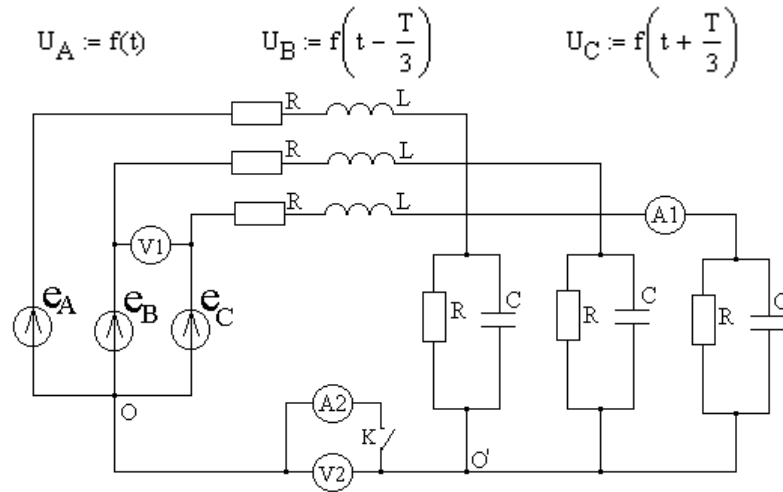 U_A := f(t)
U_B := f(t - T/3)
U_C := f(t + T/3)
R
L
R
L
R
L
A1
V1
e_A
e_B
e_C
R
C
R
C
R
C
O
A2
K
V2
O'